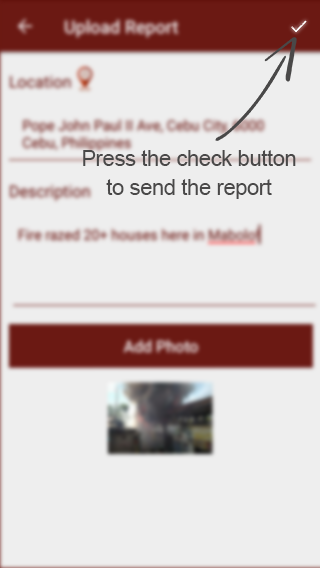 Upload Report
Location
Pope John Paul II Ave, Cebu City, 6000
Cebu, Philippines
Press the check button
to send the report
Description
Fire razed 20+ houses here in Mabolo
Add Photo